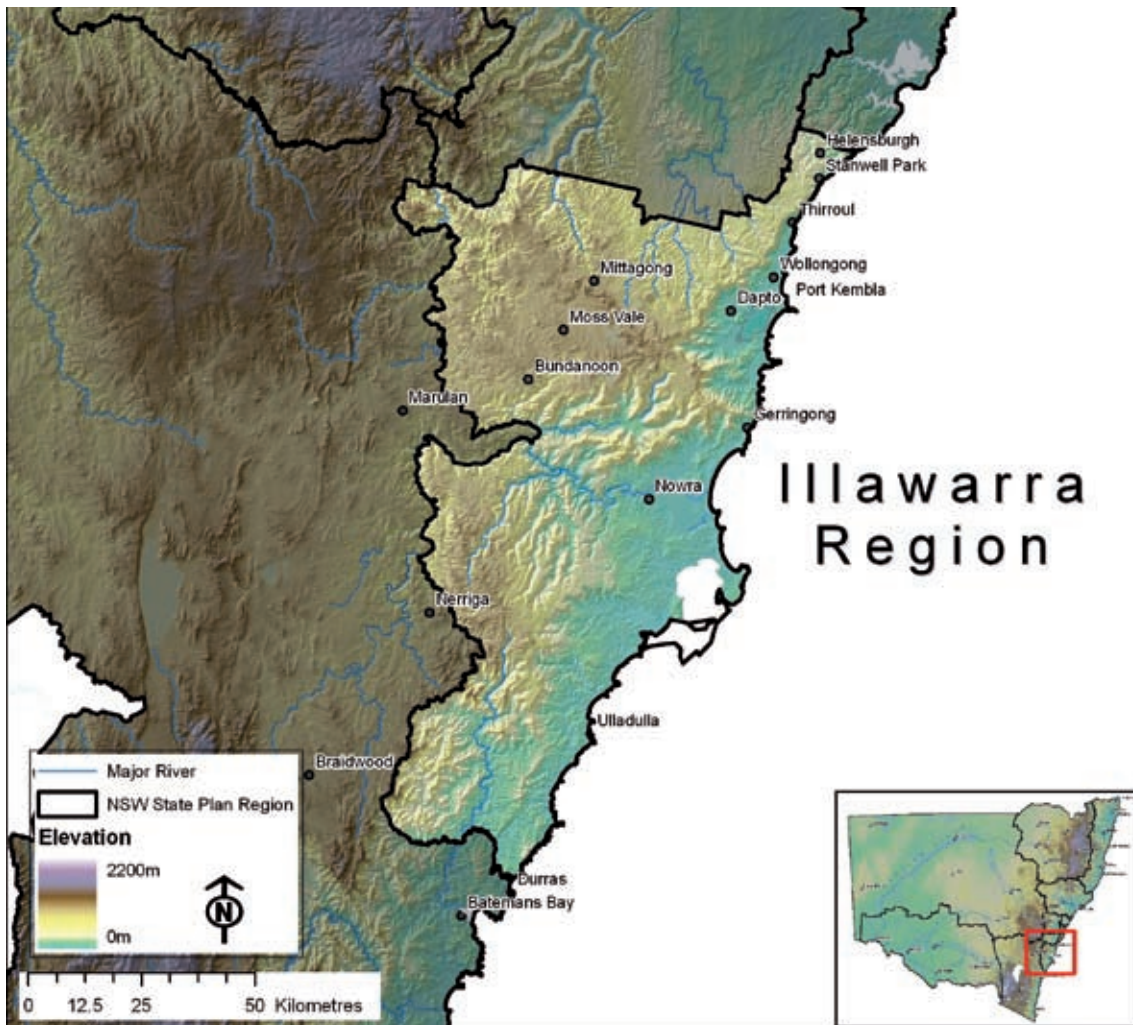 Helensburgh
Stanwell Park
Thirroul
Wollongong
Port Kembla
Mittagong
Dapto
Moss Vale
Bundanoon
Marulan
Gerringong
Illawarra
Region
Nowra
Nerriga
Ulladulla
Braidwood
Durras
Batemans Bay
Major River
NSW State Plan Region
Elevation
2200m
0m
N
0 12.5 25 50 Kilometres